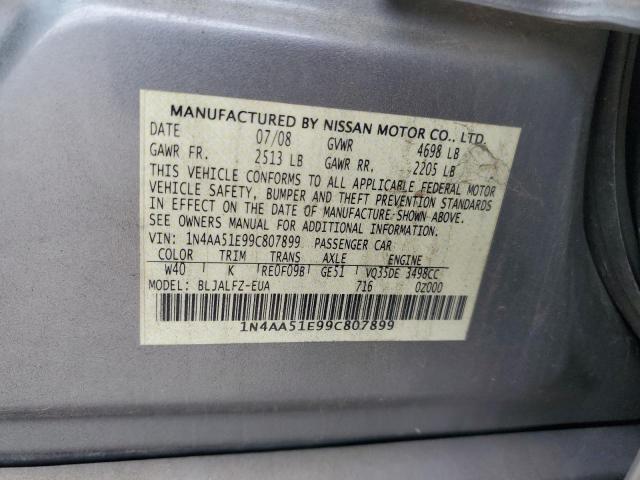 MANUFACTURED BY NISSAN MOTOR CO., LTD.
DATE 07/08 GVWR 4698 LB
GAWR FR. 2513 LB GAWR RR. 2205 LB
THIS VEHICLE CONFORMS TO ALL APPLICABLE FEDERAL MOTOR
VEHICLE SAFETY, BUMPER AND THEFT PREVENTION STANDARDS
IN EFFECT ON THE DATE OF MANUFACTURE SHOWN ABOVE.
SEE OWNERS MANUAL FOR ADDITIONAL INFORMATION.
VIN: 1N4AA51E99C807899 PASSENGER CAR
COLOR TRIM TRANS AXLE ENGINE
W40 K RE0F09B GE51 VQ35DE 3498CC
MODEL: BLJALFZ-EUA 716 0Z000
1N4AA51E99C807899